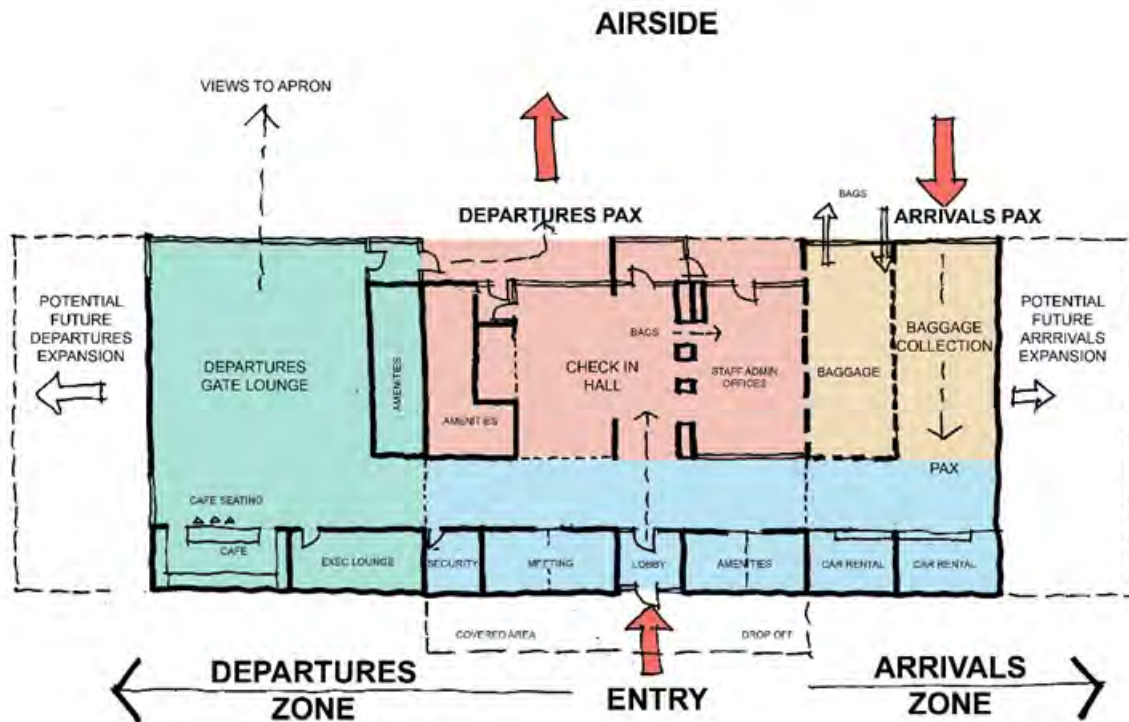 AIRSIDE
VIEWS TO APRON
BAGS
DEPARTURES PAX
ARRIVALS PAX
POTENTIAL
FUTURE
DEPARTURES
EXPANSION
DEPARTURES
GATE LOUNGE
AMENITIES
AMENITIES
CHECK IN
HALL
BAGS
STAFF ADMIN
OFFICES
BAGGAGE
BAGGAGE
COLLECTION
POTENTIAL
FUTURE
ARRRIVALS
EXPANSION
PAX
CAFE SEATING
CAFE
EXEC LOUNGE
SECURITY
MEETING
LOBBY
AMENITIES
CAR RENTAL
CAR RENTAL
COVERED AREA
DROP OFF
DEPARTURES
ZONE
ENTRY
ARRIVALS
ZONE